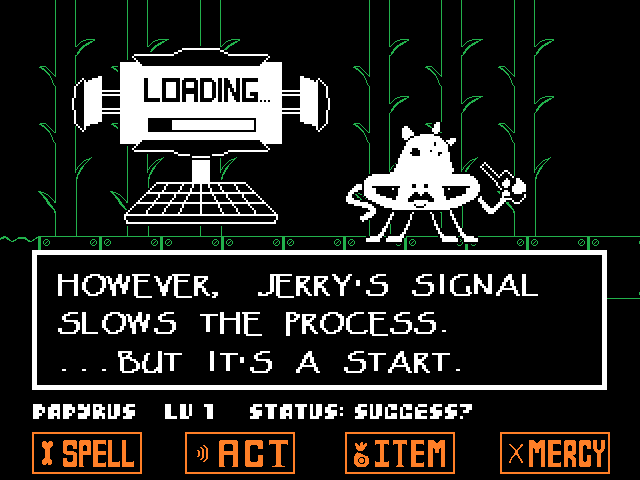 LOADING...
HOWEVER, JERRY'S SIGNAL
SLOWS THE PROCESS.
...BUT IT'S A START.
PAPYRUS LV 1 STATUS: SUCCESS?
SPELL ACT ITEM MERCY